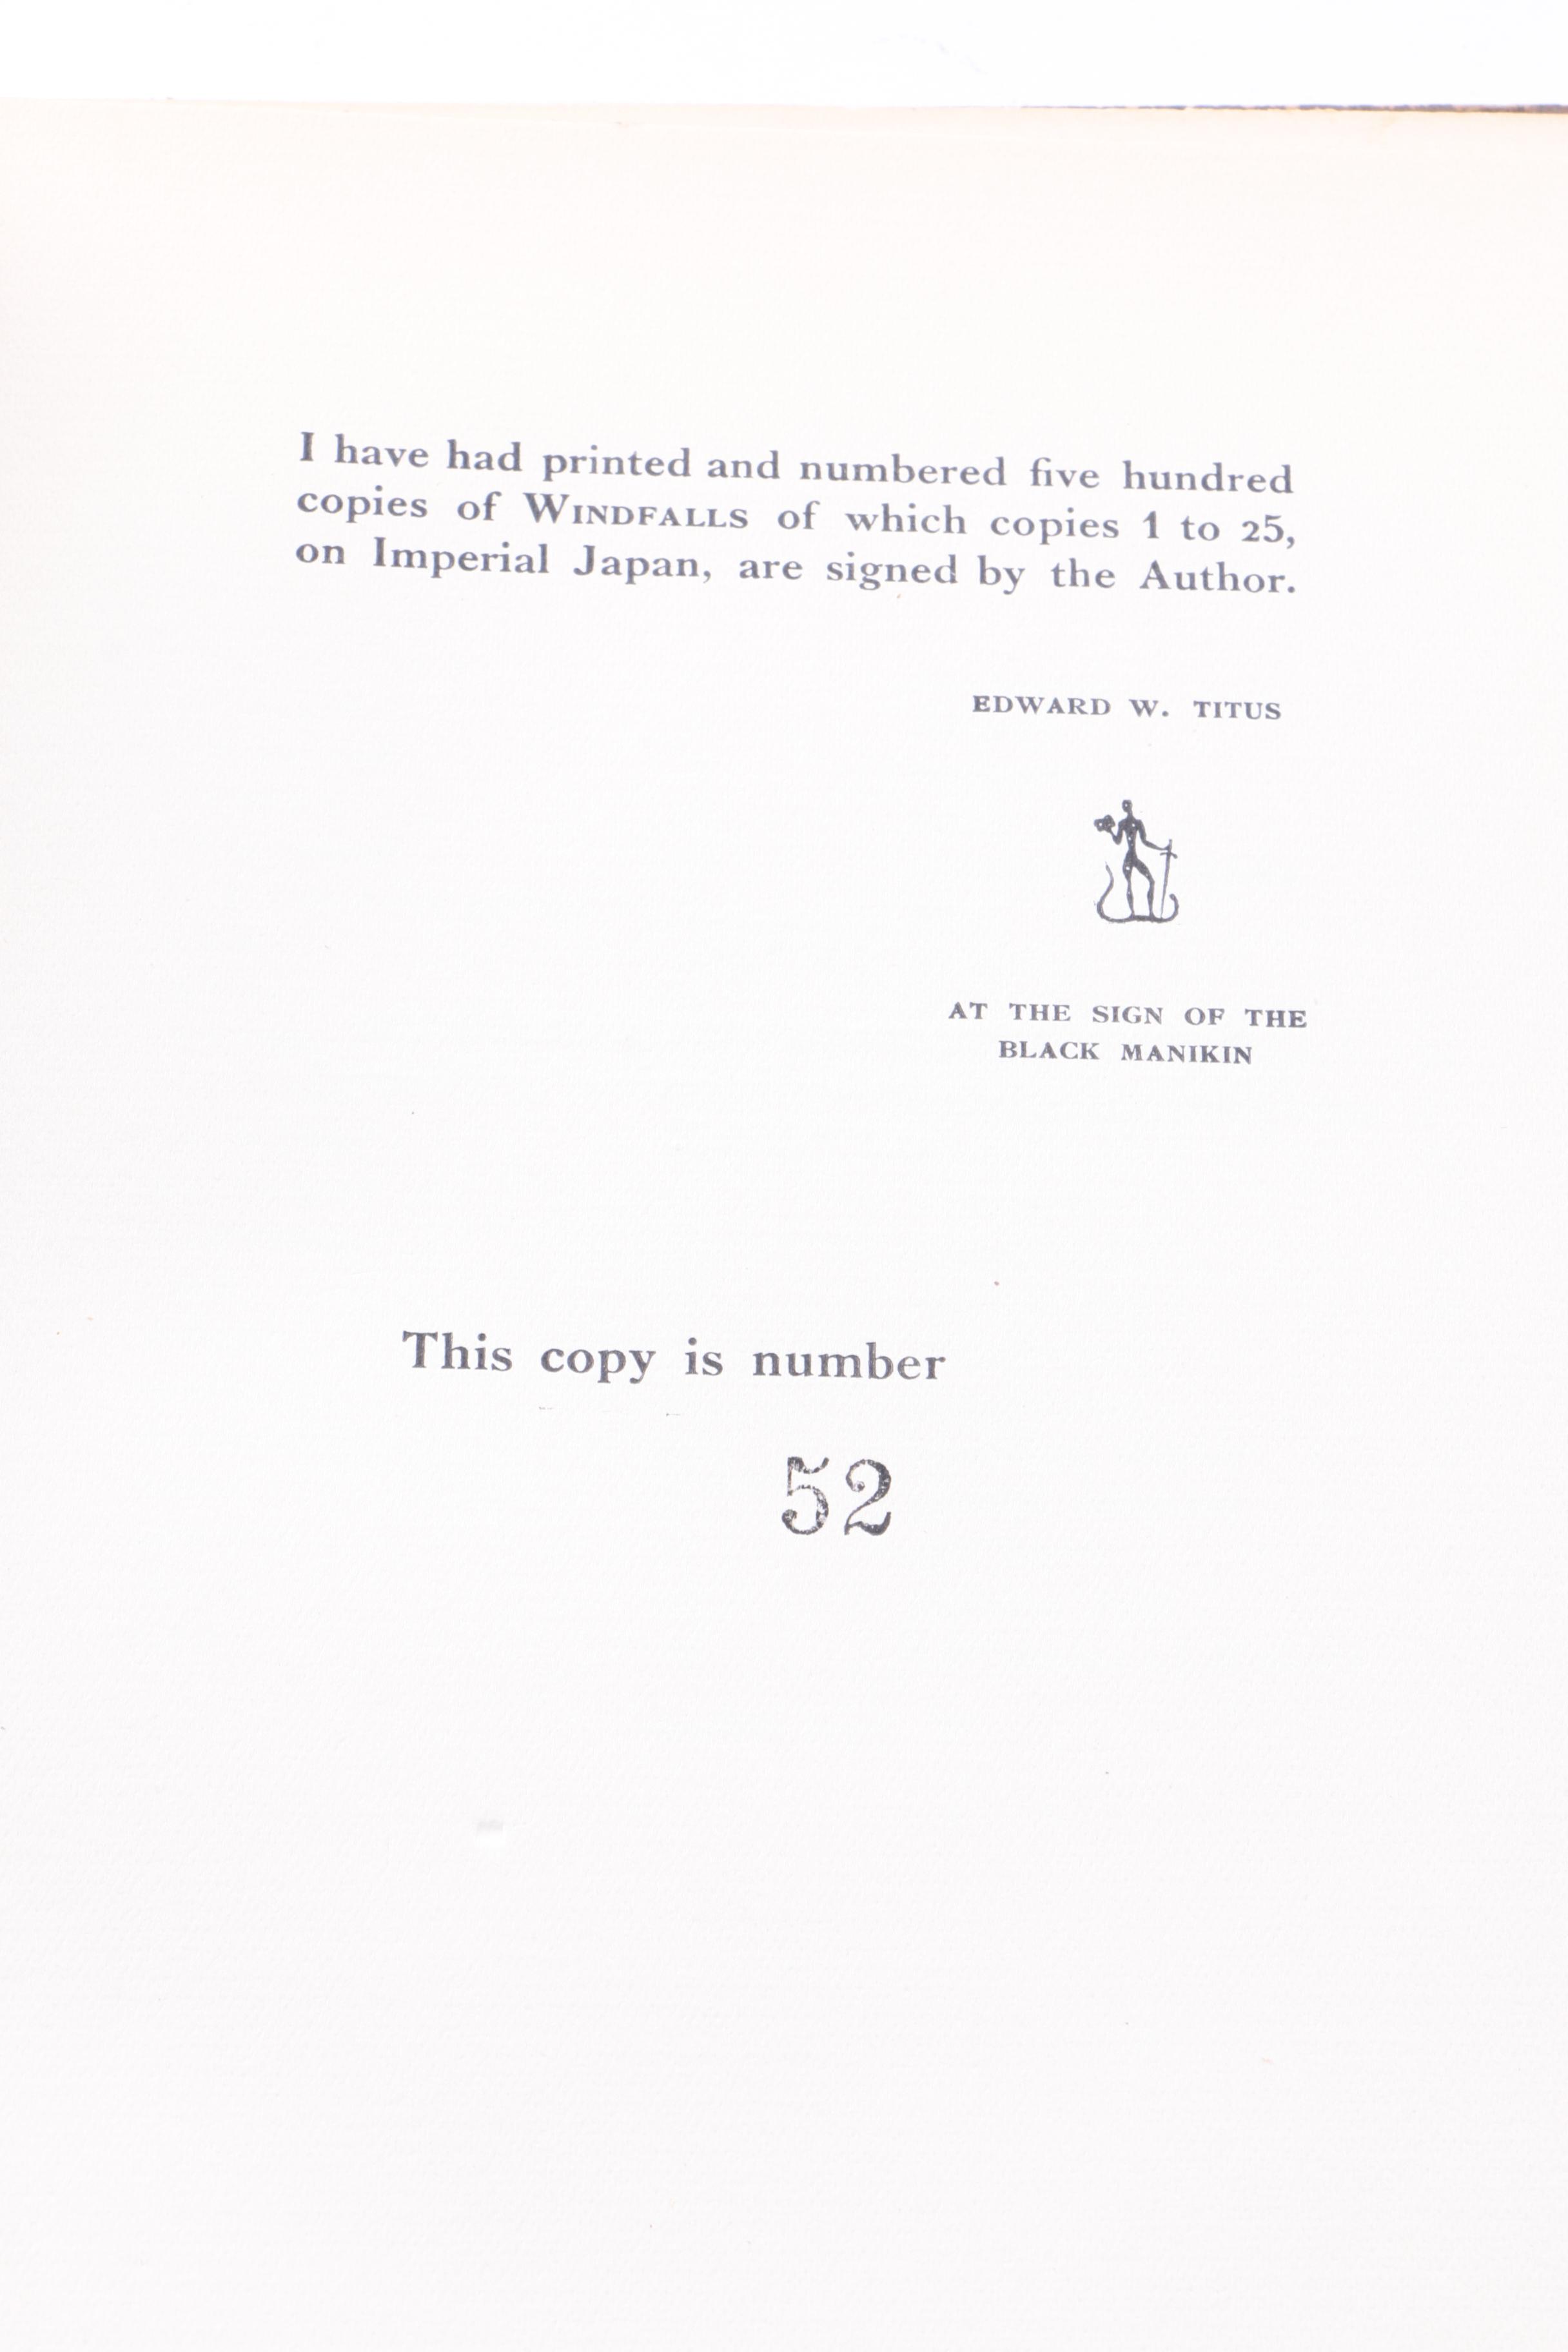 I have had printed and numbered five hundred
copies of WINDFALLS of which copies 1 to 25,
on Imperial Japan, are signed by the Author.
EDWARD W. TITUS
AT THE SIGN OF THE
BLACK MANIKIN
This copy is number
52